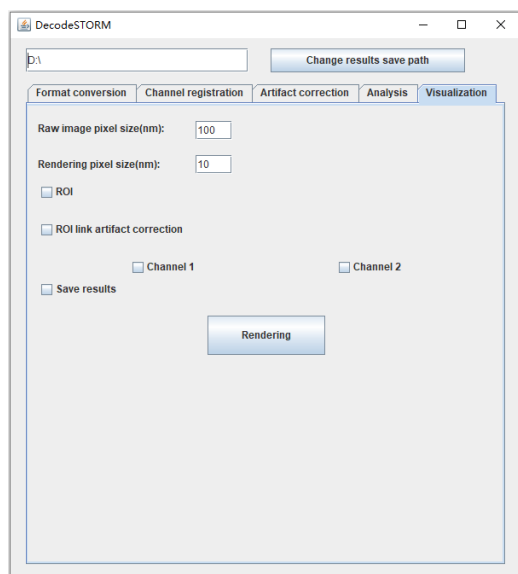 DecodeSTORM
D:\
Change results save path
Format conversion Channel registration Artifact correction Analysis Visualization
Raw image pixel size(nm): 100
Rendering pixel size(nm): 10
ROI
ROI link artifact correction
Channel 1 Channel 2
Save results
Rendering